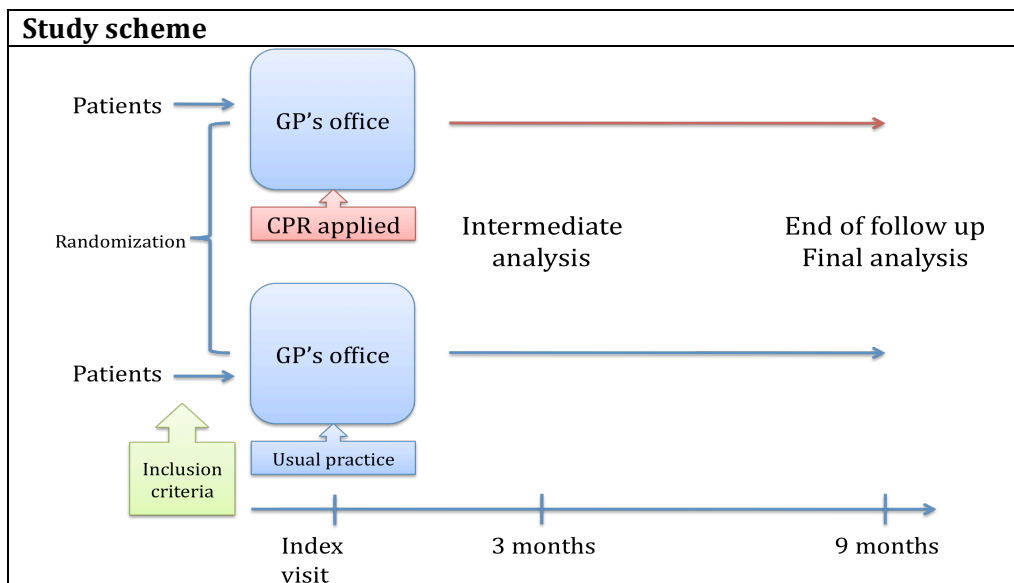 Study scheme
Patients
GP's office
CPR applied
Randomization
Intermediate
analysis
End of follow up
Final analysis
Patients
GP's office
Usual practice
Inclusion
criteria
Index
visit
3 months
9 months